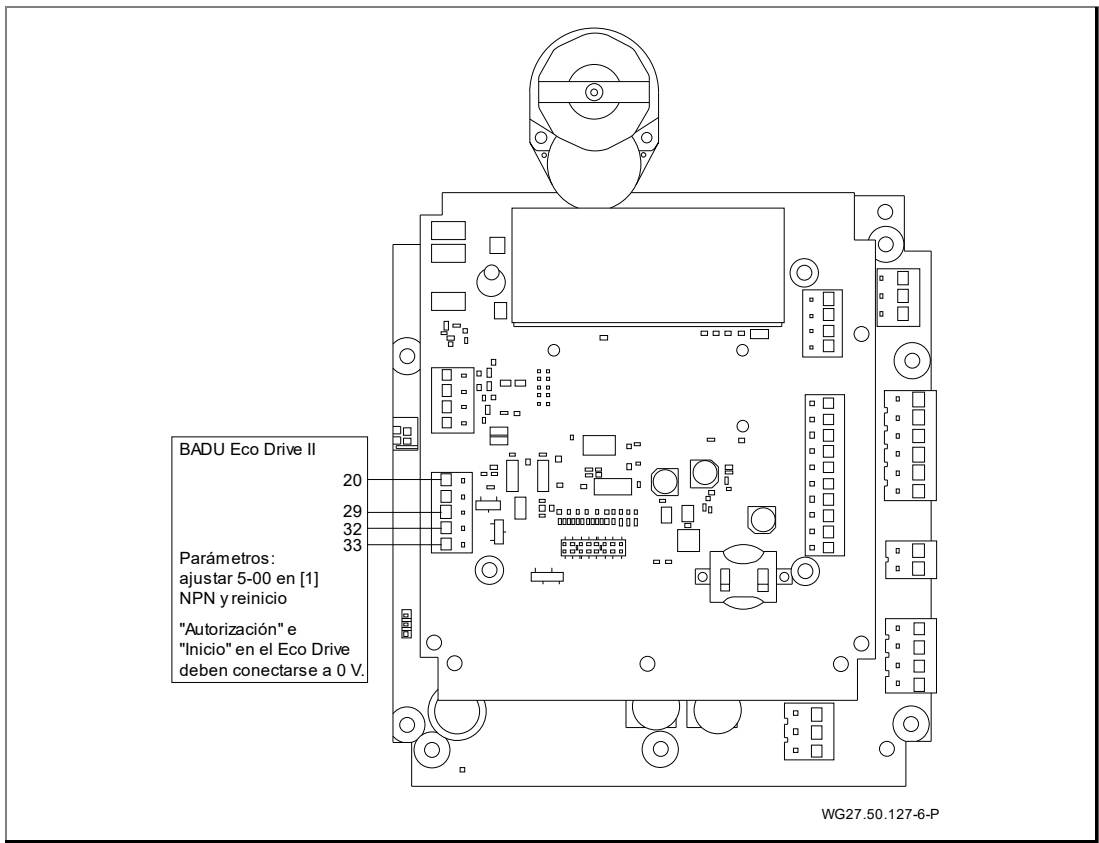 BADU Eco Drive II
20
29
32
33
Parámetros:
ajustar 5-00 en [1]
NPN y reinicio
"Autorización" e
"Inicio" en el Eco Drive
deben conectarse a 0 V.
WG27.50.127-6-P